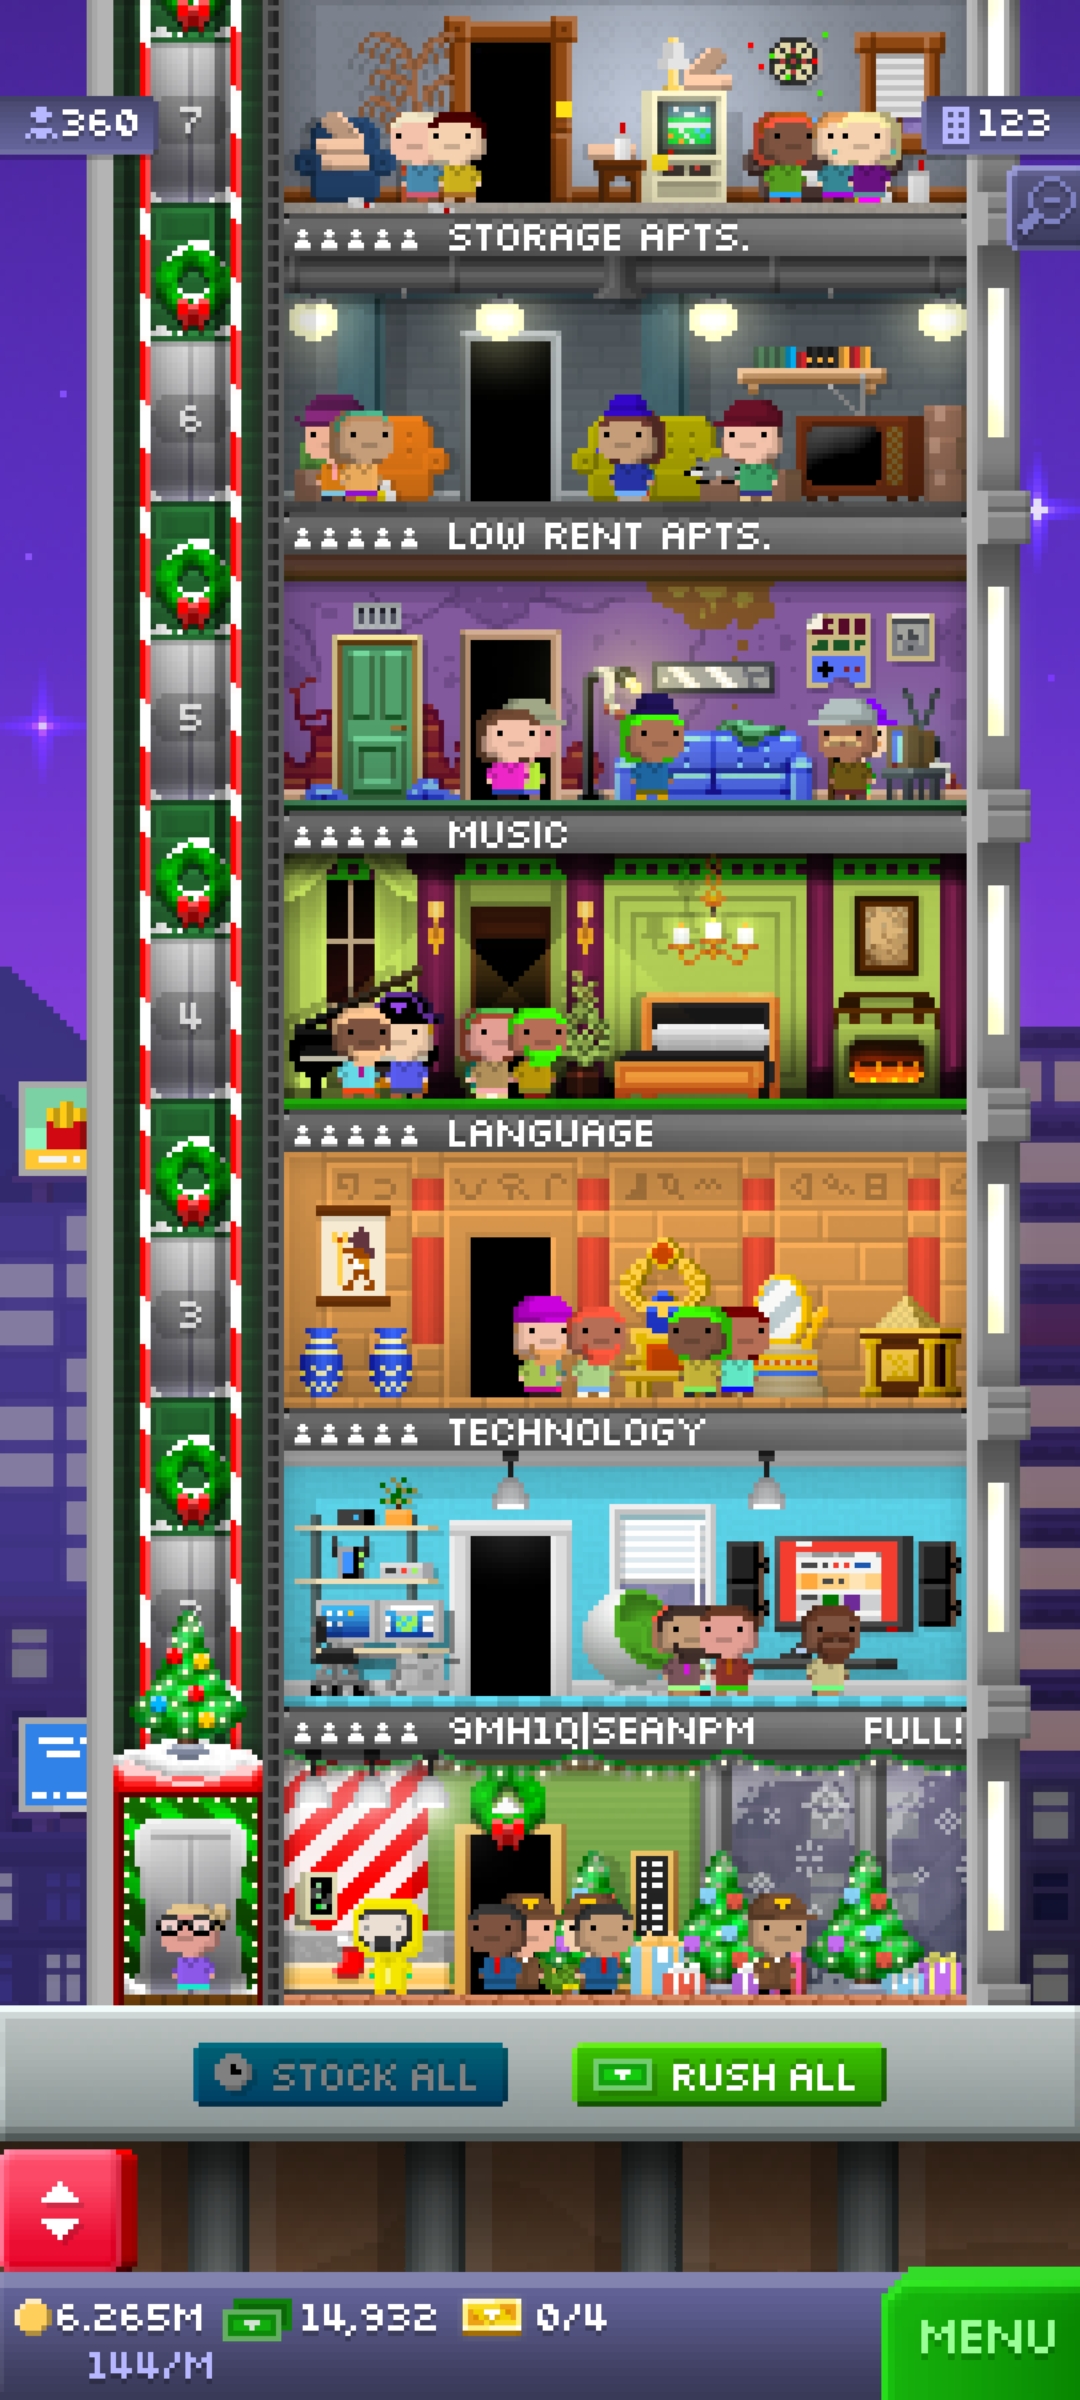 7
360
123
STORAGE APTS.
6
LOW RENT APTS.
5
MUSIC
4
LANGUAGE
3
TECHNOLOGY
9MH1Q|SEANPM FULL!
STOCK ALL
RUSH ALL
6.265M 14,932 0/4
144/M
MENU